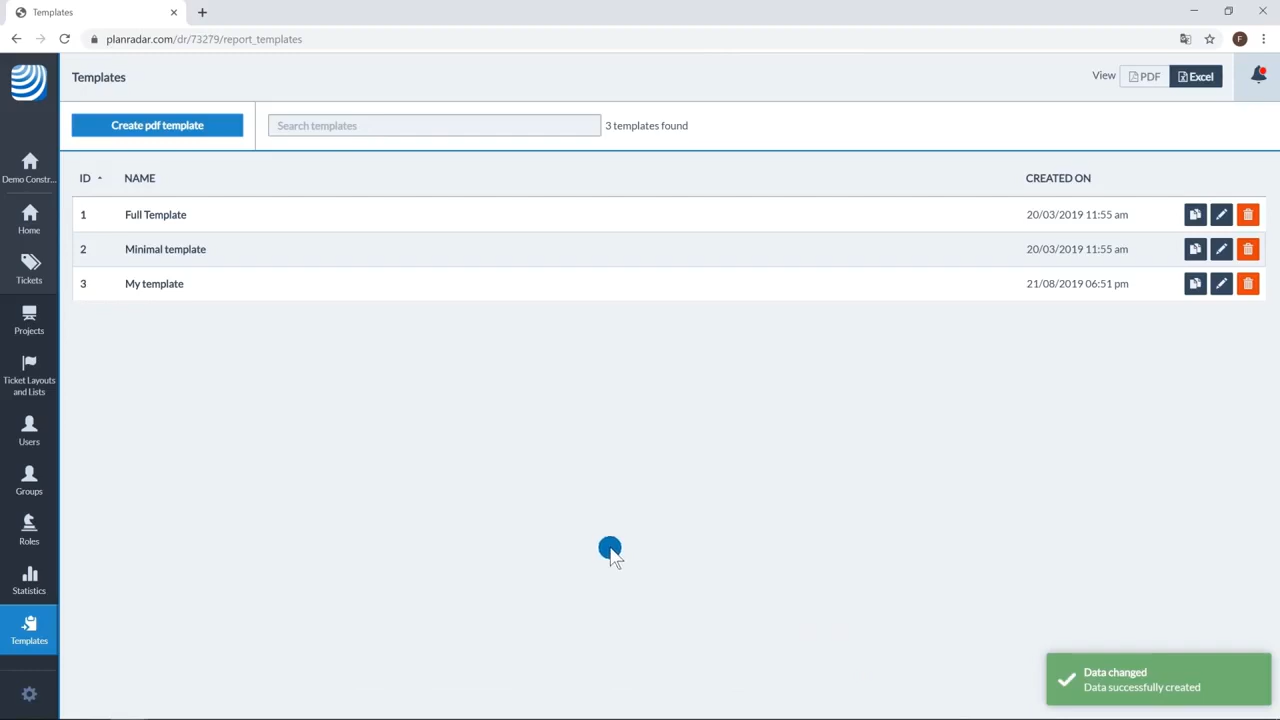 Templates
planradar.com/dr/73279/report_templates
F
Templates
View
PDF
Excel
Create pdf template
Search templates
3 templates found
ID
NAME
CREATED ON
1 Full Template 20/03/2019 11:55 am
2 Minimal template 20/03/2019 11:55 am
3 My template 21/08/2019 06:51 pm
Demo Constr...
Home
Tickets
Projects
Ticket Layouts
and Lists
Users
Groups
Roles
Statistics
Templates
Data changed
Data successfully created